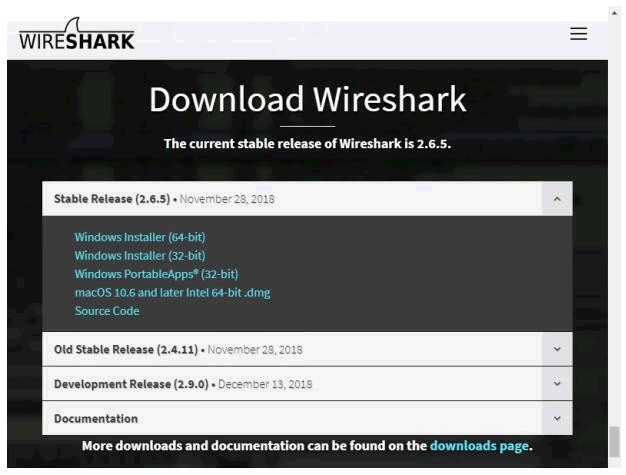 WIRESHARK
Download Wireshark
The current stable release of Wireshark is 2.6.5.
Stable Release (2.6.5) • November 28, 2018
Windows Installer (64-bit)
Windows Installer (32-bit)
Windows PortableApps® (32-bit)
macOS 10.6 and later Intel 64-bit .dmg
Source Code
Old Stable Release (2.4.11) • November 28, 2018
Development Release (2.9.0) • December 13, 2018
Documentation
More downloads and documentation can be found on the downloads page.